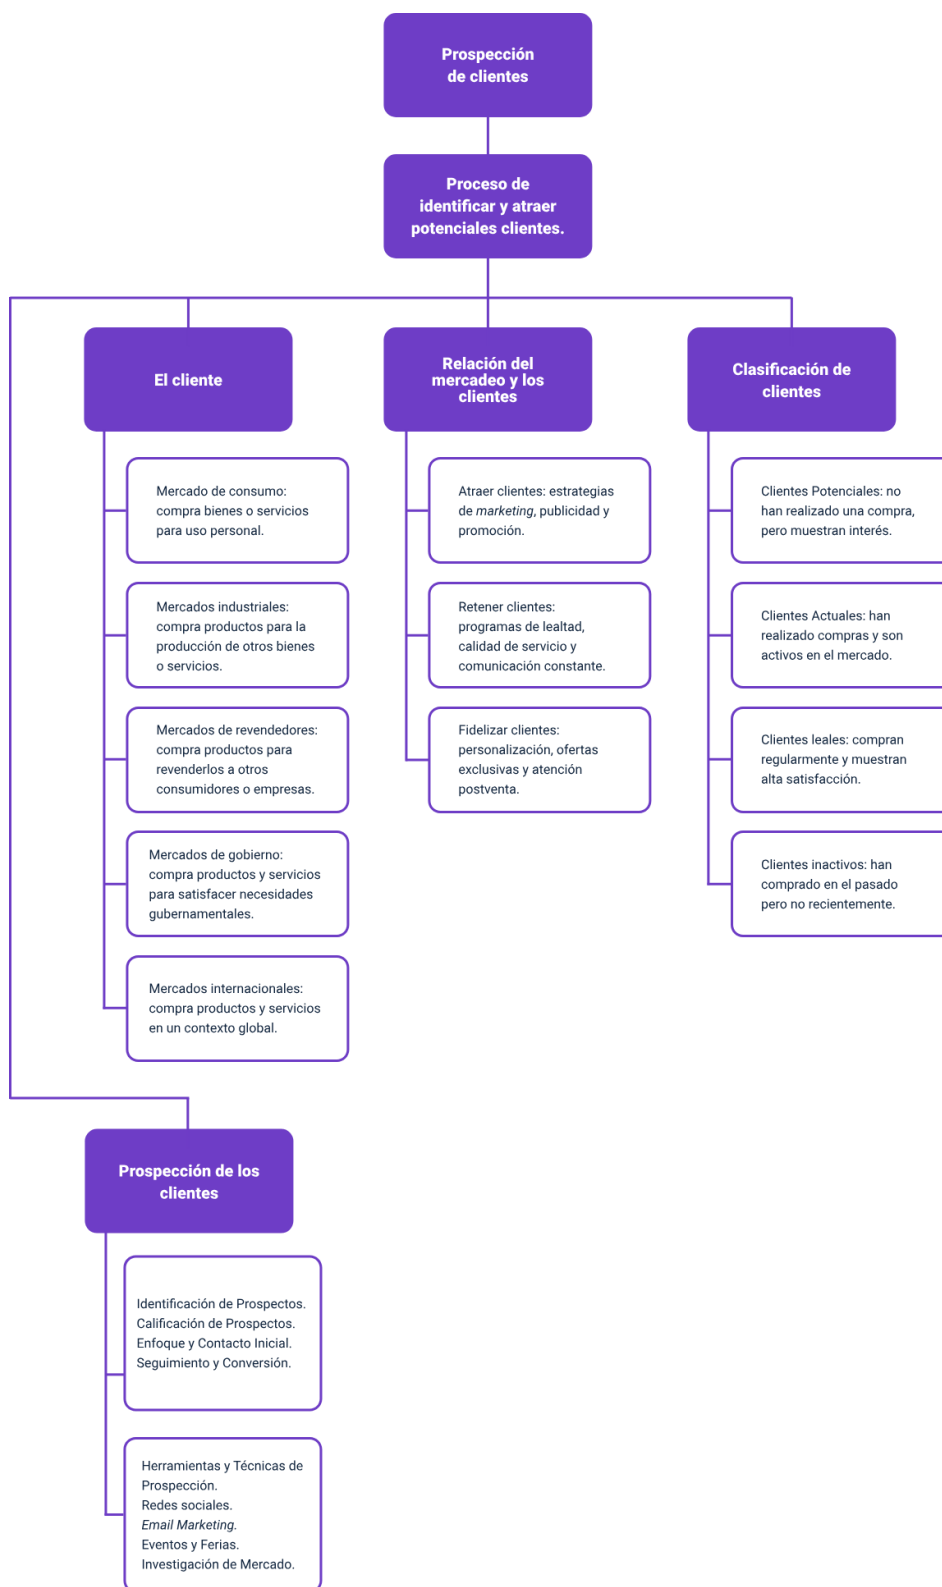 Prospección
de clientes
Proceso de
identificar y atraer
potenciales clientes.
El cliente
Mercado de consumo:
compra bienes o servicios
para uso personal.
Mercados industriales:
compra productos para la
producción de otros bienes
o servicios.
Mercados de revendedores:
compra productos para
revenderlos a otros
consumidores o empresas.
Mercados de gobierno:
compra productos y servicios
para satisfacer necesidades
gubernamentales.
Mercados internacionales:
compra productos y servicios
en un contexto global.
Relación del
mercadeo y los
clientes
Atraer clientes: estrategias
de marketing, publicidad y
promoción.
Retener clientes:
programas de lealtad,
calidad de servicio y
comunicación constante.
Fidelizar clientes:
personalización, ofertas
exclusivas y atención
postventa.
Clasificación de
clientes
Clientes Potenciales: no
han realizado una compra,
pero muestran interés.
Clientes Actuales: han
realizado compras y son
activos en el mercado.
Clientes leales: compran
regularmente y muestran
alta satisfacción.
Clientes inactivos: han
comprado en el pasado
pero no recientemente.
Prospección de los
clientes
Identificación de Prospectos.
Calificación de Prospectos.
Enfoque y Contacto Inicial.
Seguimiento y Conversión.
Herramientas y Técnicas de
Prospección.
Redes sociales.
Email Marketing.
Eventos y Ferias.
Investigación de Mercado.